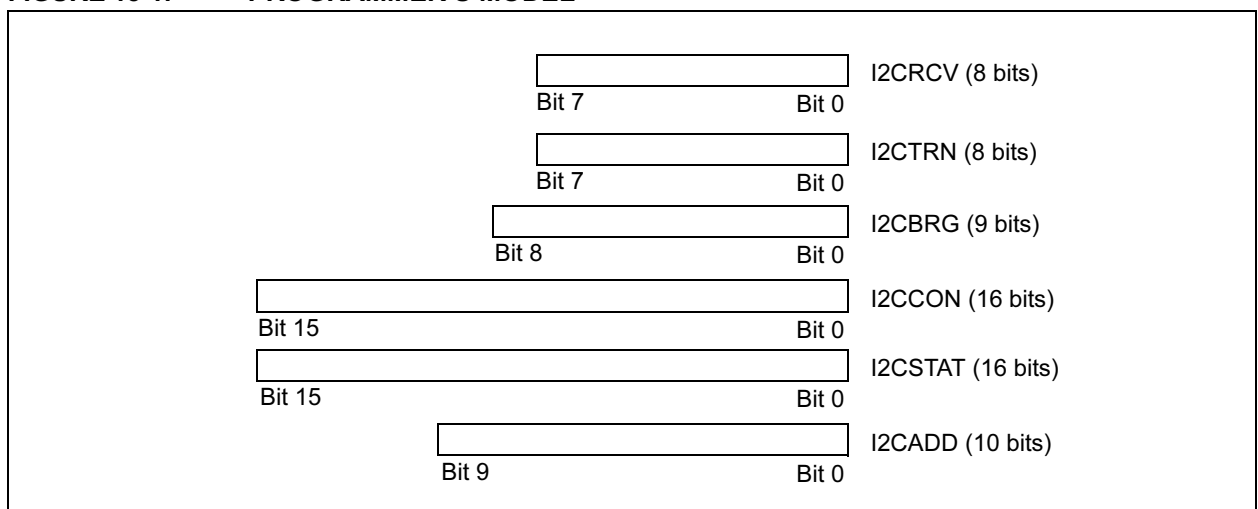 I2CRCV (8 bits)
Bit 7 Bit 0
I2CTRN (8 bits)
Bit 7 Bit 0
I2CBRG (9 bits)
Bit 8 Bit 0
I2CCON (16 bits)
Bit 15 Bit 0
I2CSTAT (16 bits)
Bit 15 Bit 0
I2CADD (10 bits)
Bit 9 Bit 0